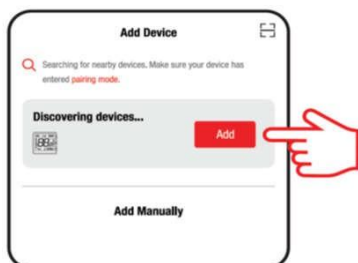 Add Device
Searching for nearby devices. Make sure your device has
entered pairing mode.
Discovering devices...
Add
Add Manually